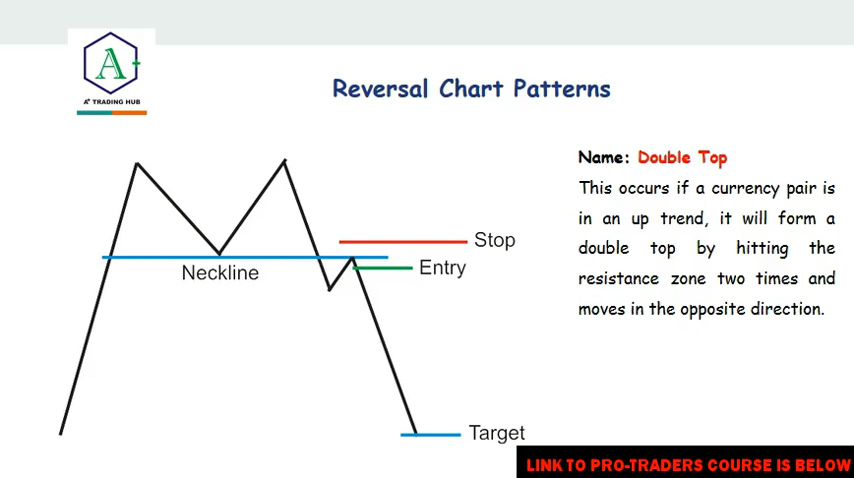 A+
A+ TRADING HUB
Reversal Chart Patterns
Name: Double Top
This occurs if a currency pair is
in an up trend, it will form a
double top by hitting the
resistance zone two times and
moves in the opposite direction.
Stop
Entry
Neckline
Target
LINK TO PRO-TRADERS COURSE IS BELOW